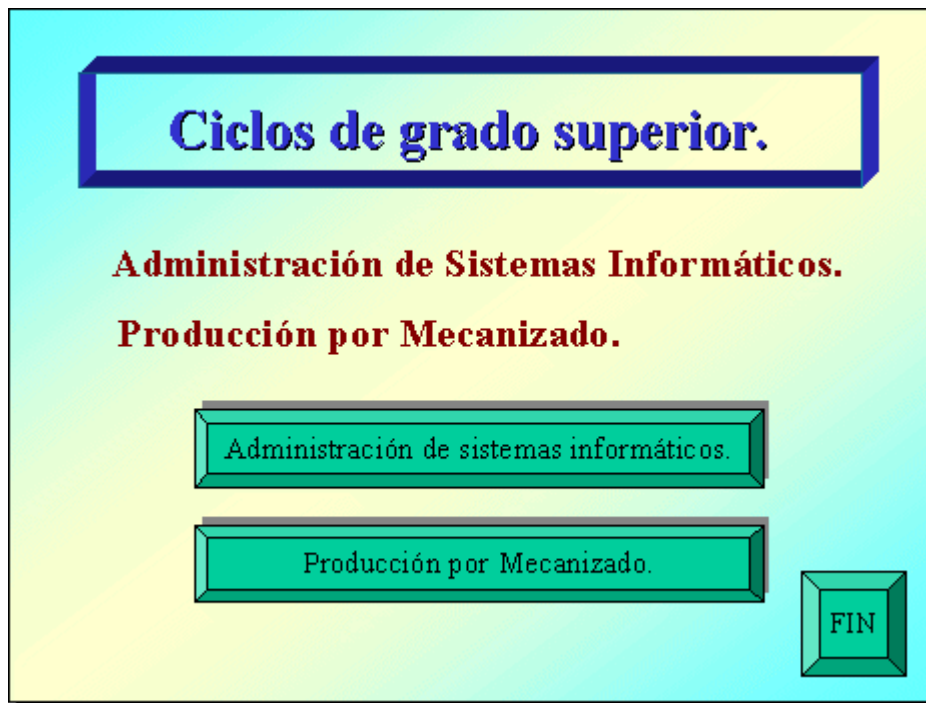 Ciclos de grado superior.
Administración de Sistemas Informáticos.
Producción por Mecanizado.
Administración de sistemas informáticos.
Producción por Mecanizado.
FIN